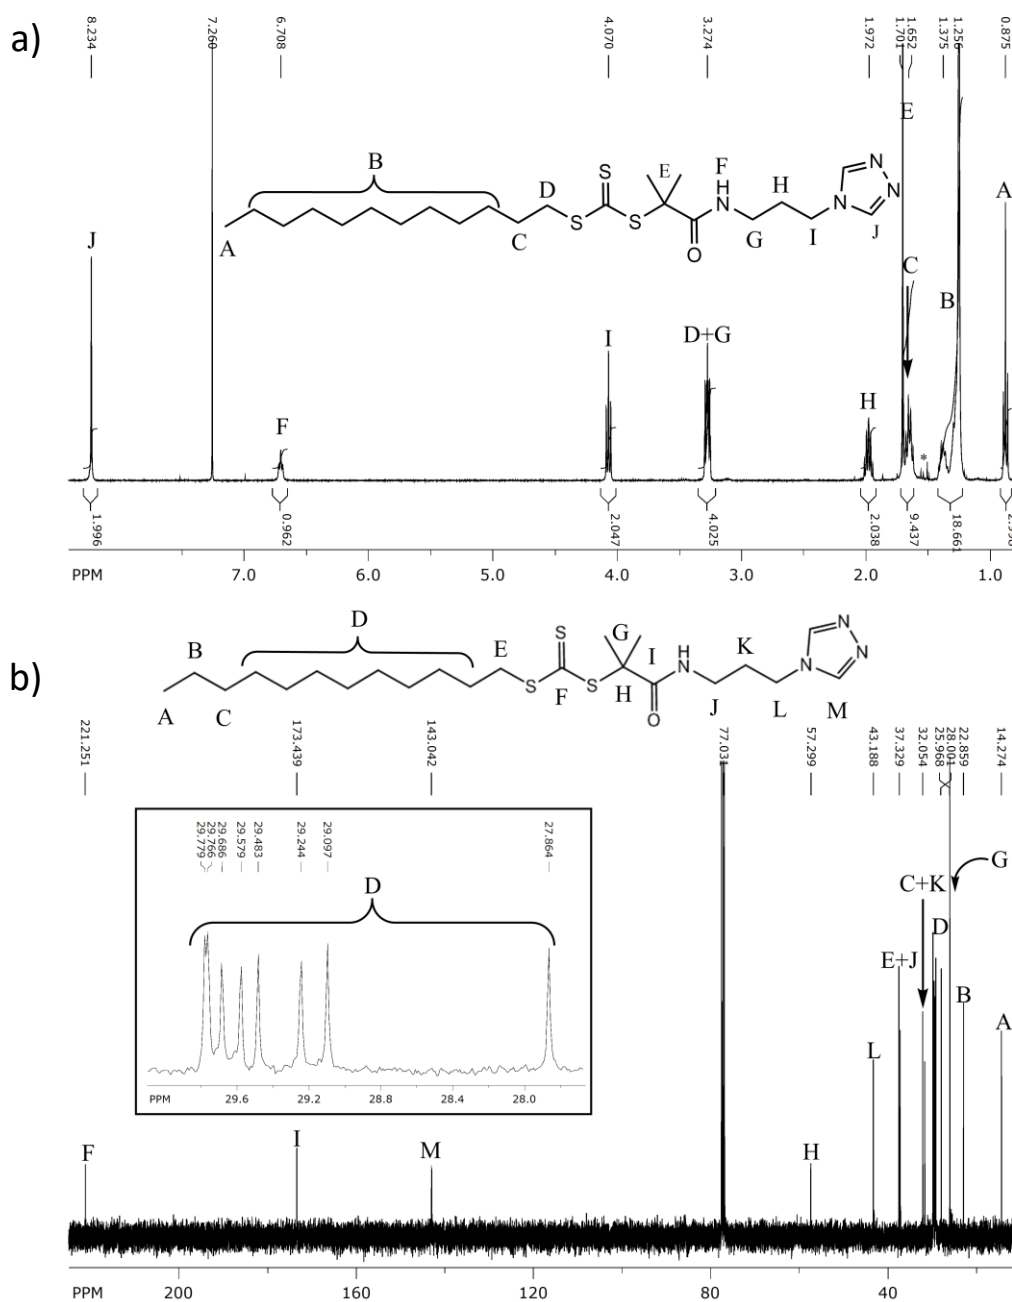 a)
8.234 7.260 6.708 4.070 3.274 1.972 1.701 1.652 1.375 1.256 0.875
E
B
S
E
F
H
N
H
N
N
N
D
S
S
O
A
C
G
I
J
A
J
C
B
I
D+G
F
H
*
1.996 0.962 2.047 4.025 2.038 9.437 18.661
PPM 7.0 6.0 5.0 4.0 3.0 2.0 1.0
b)
D
B
E
S
G
I
H
N
K
N
N
N
S
F
S
H
O
A
C
J
L
M
221.251 173.439 143.042 77.031 57.299 43.188 37.329 32.054 25.968 28.001 22.859 14.274
29.779 29.766 29.686 29.579 29.483 29.244 29.097 27.864
D
PPM 29.6 29.2 28.8 28.4 28.0
G
C+K
D
E+J
B
A
L
F
I
M
H
PPM 200 160 120 80 40